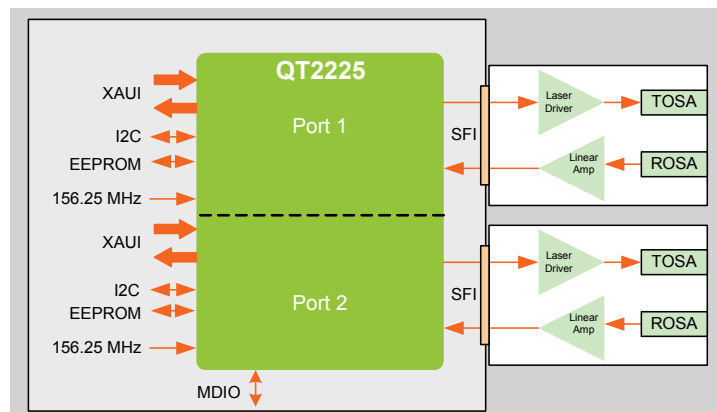 QT2225
Port 1
XAUI
I2C
EEPROM
156.25 MHz
SFI
Laser
Driver
TOSA
Linear
Amp
ROSA
Port 2
XAUI
I2C
EEPROM
156.25 MHz
MDIO
SFI
Laser
Driver
TOSA
Linear
Amp
ROSA